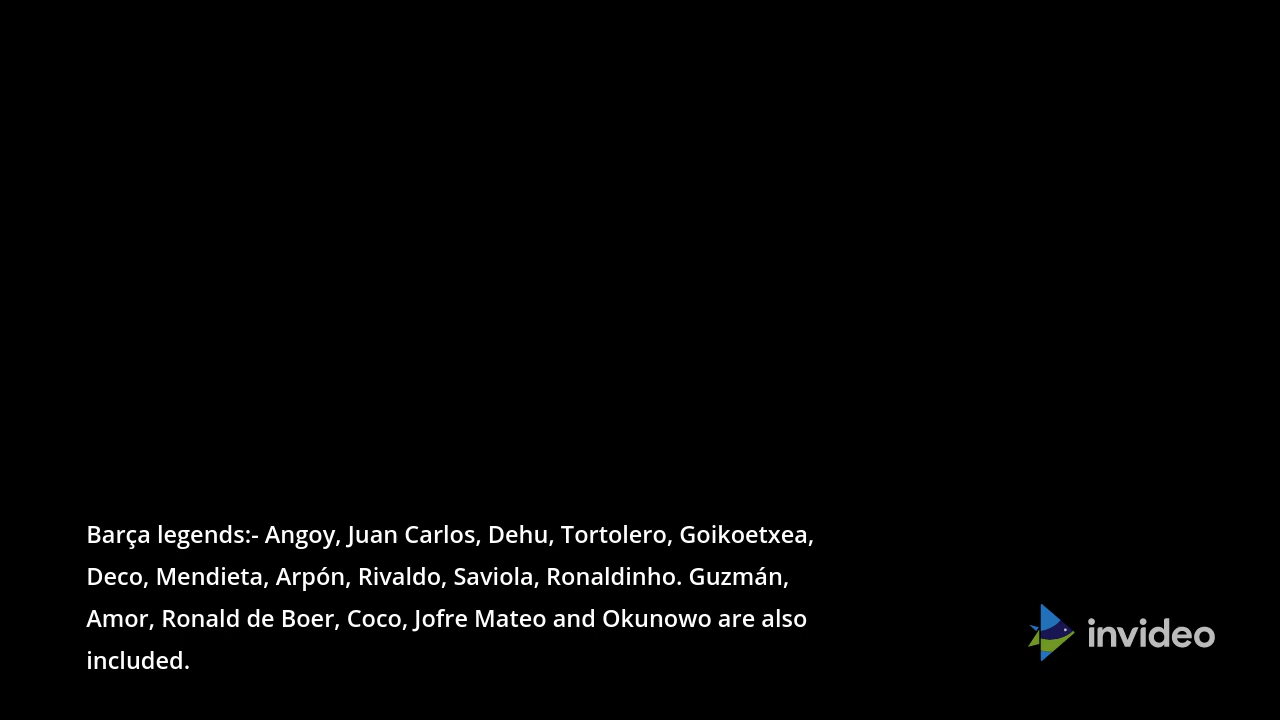 Barça legends:- Angoy, Juan Carlos, Dehu, Tortolero, Goikoetxea,
Deco, Mendieta, Arpón, Rivaldo, Saviola, Ronaldinho. Guzmán,
Amor, Ronald de Boer, Coco, Jofre Mateo and Okunowo are also
included.
invideo